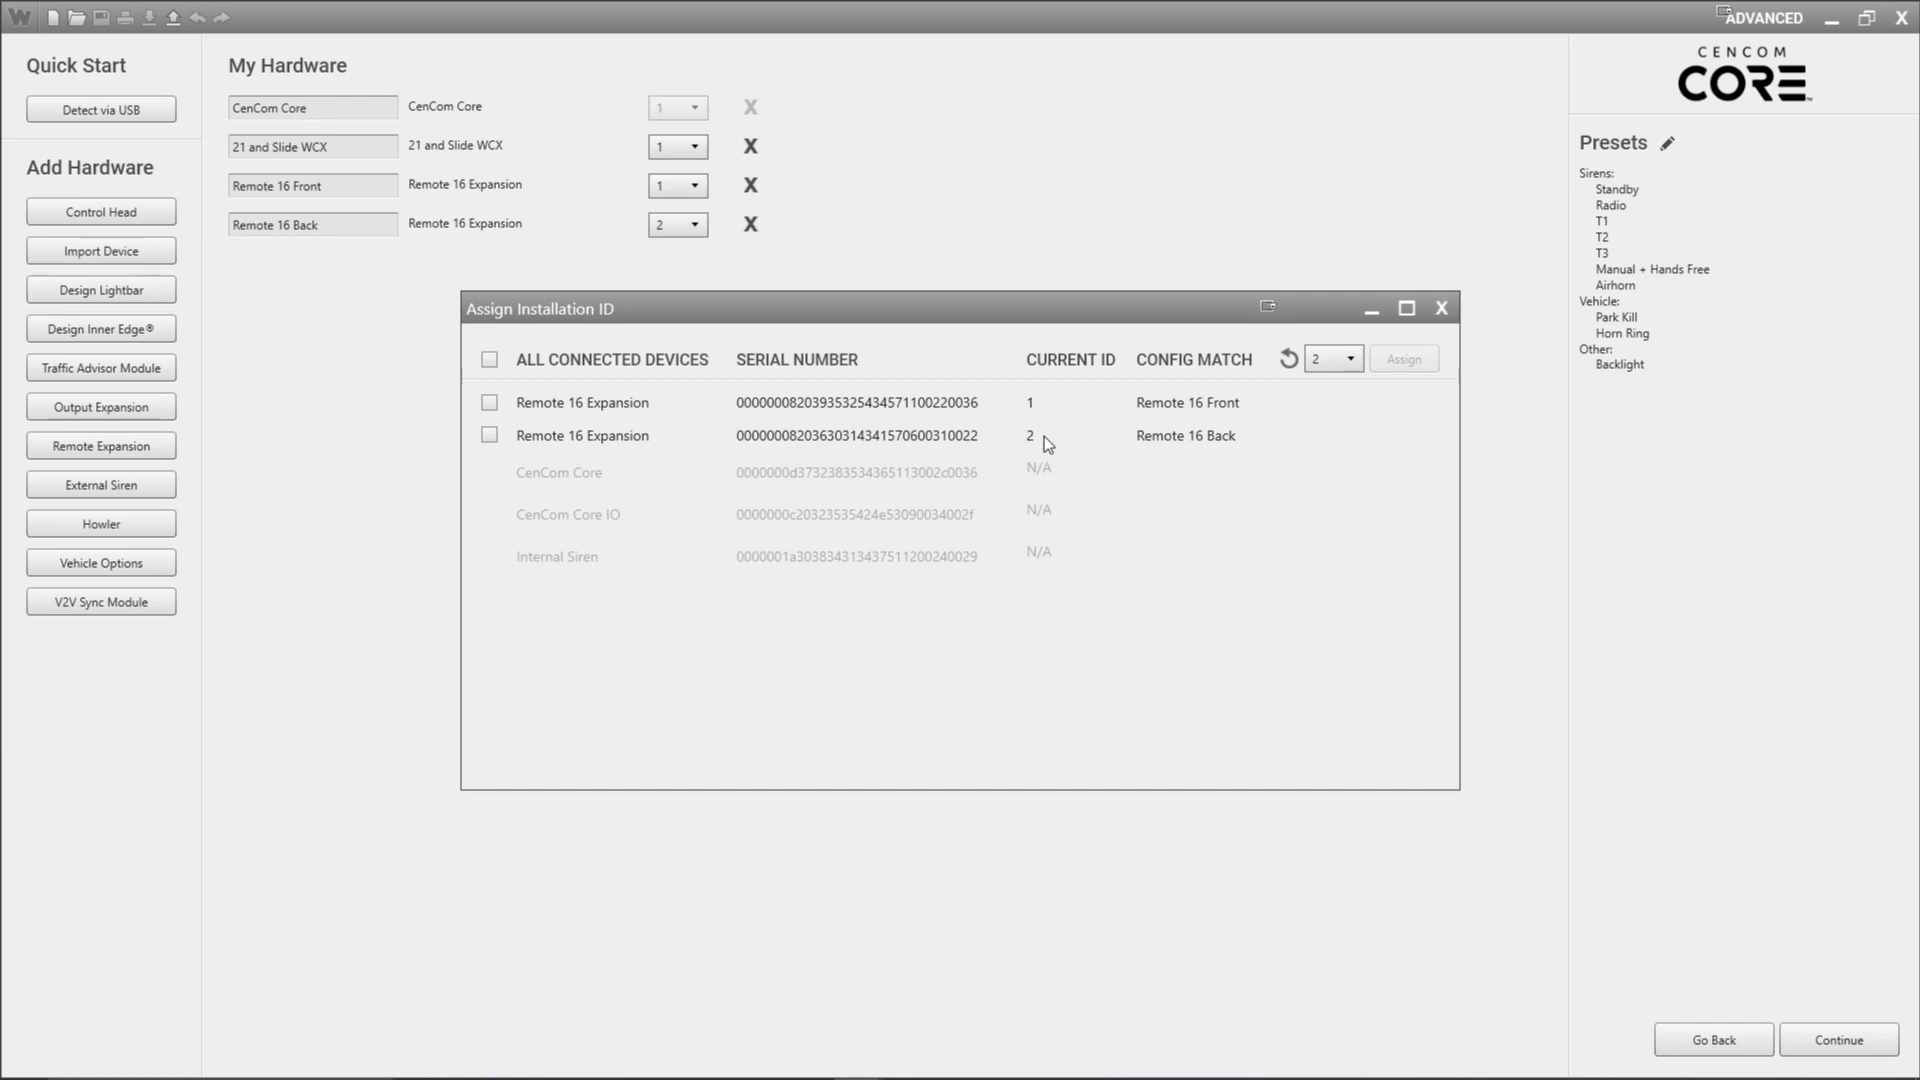 W
ADVANCED
X
Quick Start
Detect via USB
Add Hardware
Control Head
Import Device
Design Lightbar
Design Inner Edge®
Traffic Advisor Module
Output Expansion
Remote Expansion
External Siren
Howler
Vehicle Options
V2V Sync Module
My Hardware
CenCom Core CenCom Core 1 X
21 and Slide WCX 21 and Slide WCX 1 X
Remote 16 Front Remote 16 Expansion 1 X
Remote 16 Back Remote 16 Expansion 2 X
Assign Installation ID X
ALL CONNECTED DEVICES SERIAL NUMBER CURRENT ID CONFIG MATCH 2 Assign
Remote 16 Expansion 00000008203935325434571100220036 1 Remote 16 Front
Remote 16 Expansion 00000008203630314341570600310022 2 Remote 16 Back
CenCom Core 0000000d3732383534365113002c0036 N/A
CenCom Core IO 0000000c20323535424e53090034002f N/A
Internal Siren 0000001a303834313437511200240029 N/A
CENCOM
CORE™
Presets
Sirens:
Standby
Radio
T1
T2
T3
Manual + Hands Free
Airhorn
Vehicle:
Park Kill
Horn Ring
Other:
Backlight
Go Back Continue